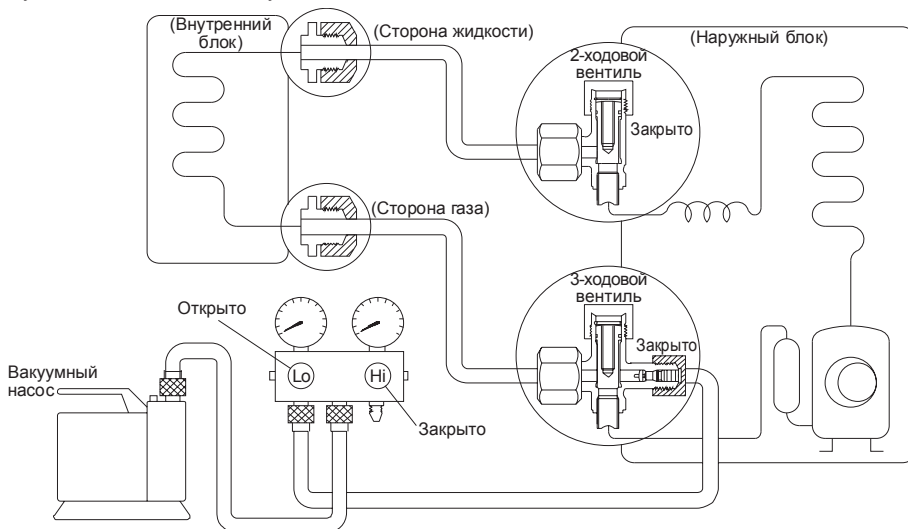 (Внутренний
блок)
(Сторона жидкости)
2-ходовой
вентиль
Закрыто
(Наружный блок)
(Сторона газа)
3-ходовой
вентиль
Закрыто
Открыто
Lo
Hi
Закрыто
Вакуумный
насос